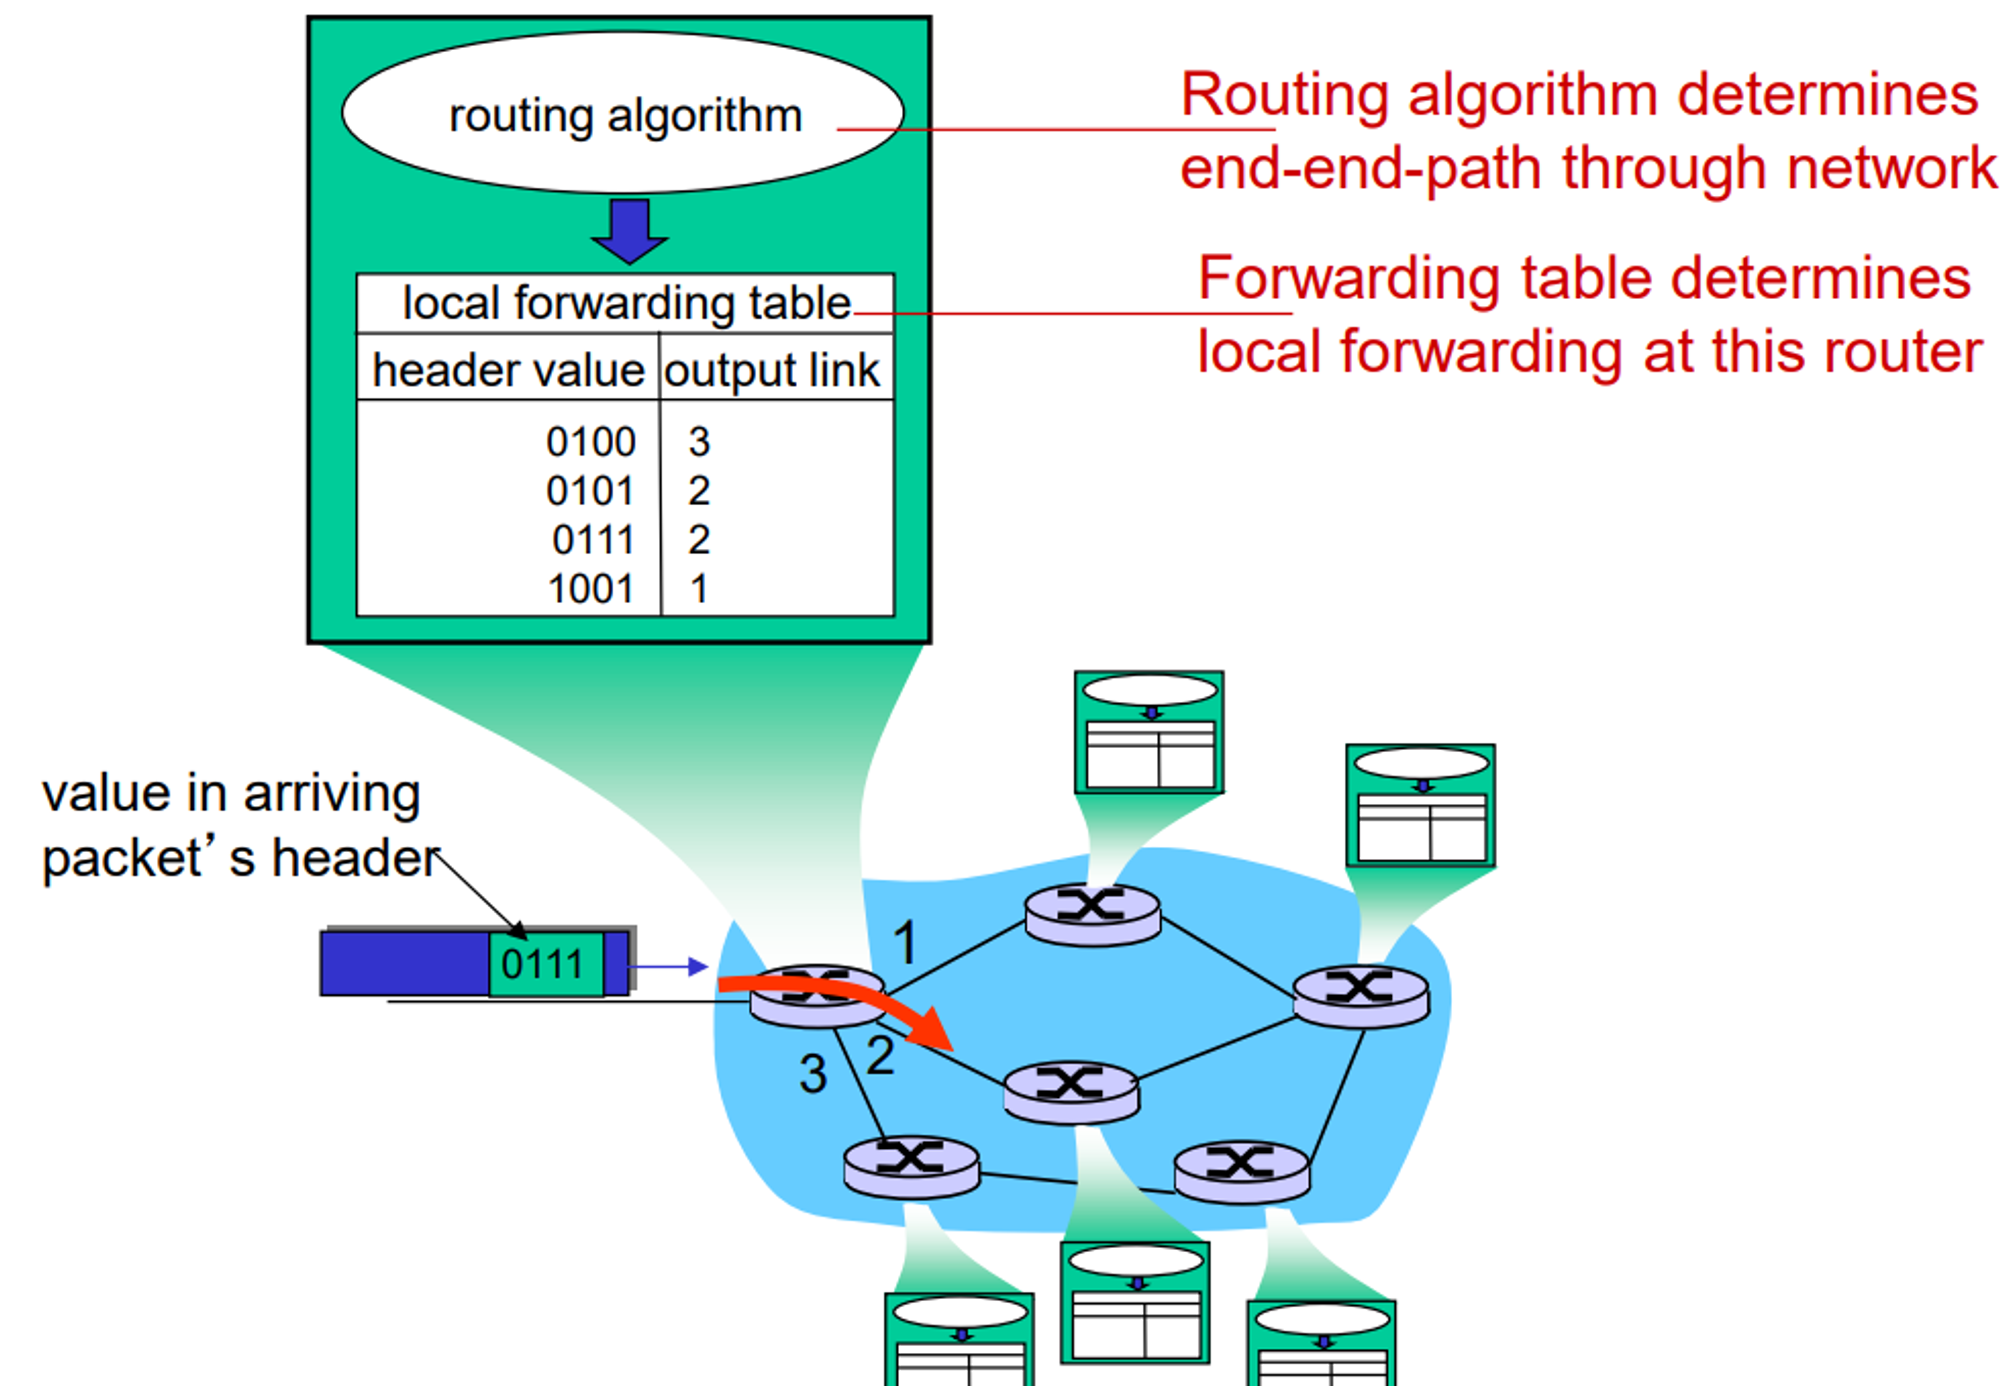 routing algorithm
Routing algorithm determines
end-end-path through network
local forwarding table
Forwarding table determines
local forwarding at this router
header value output link
0100 3
0101 2
0111 2
1001 1
value in arriving
packet’s header
0111
1
2
3